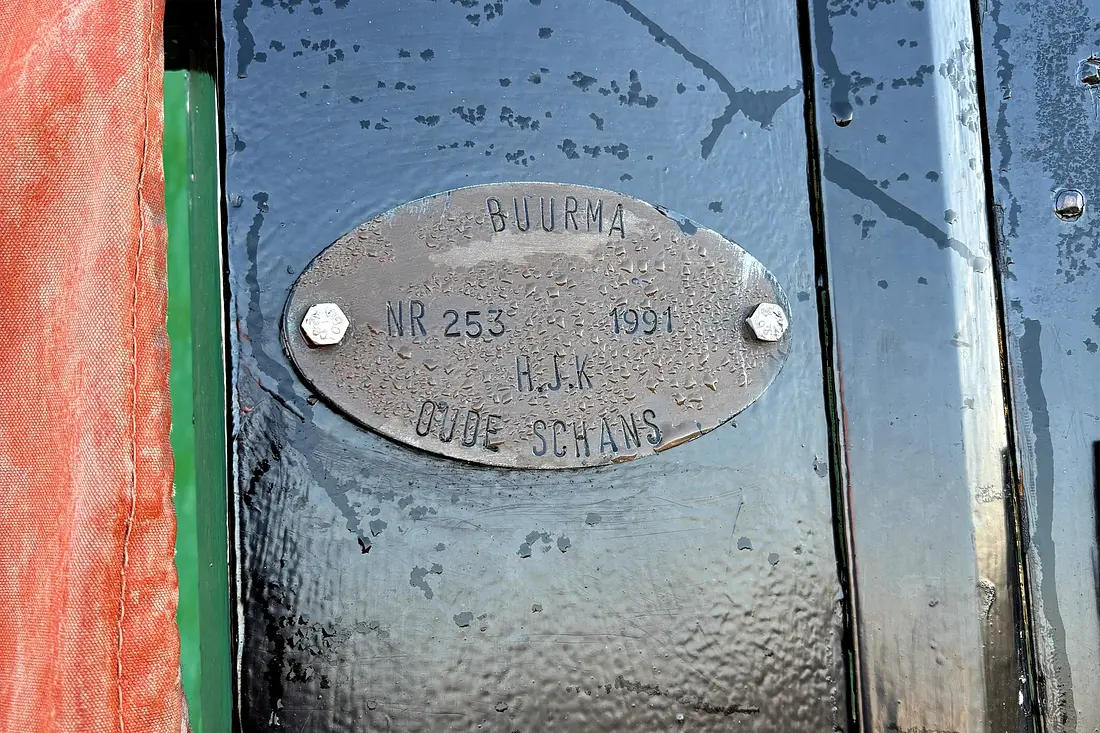 BUURMA
NR 253 1991
H.J.K
OUDE SCHANS